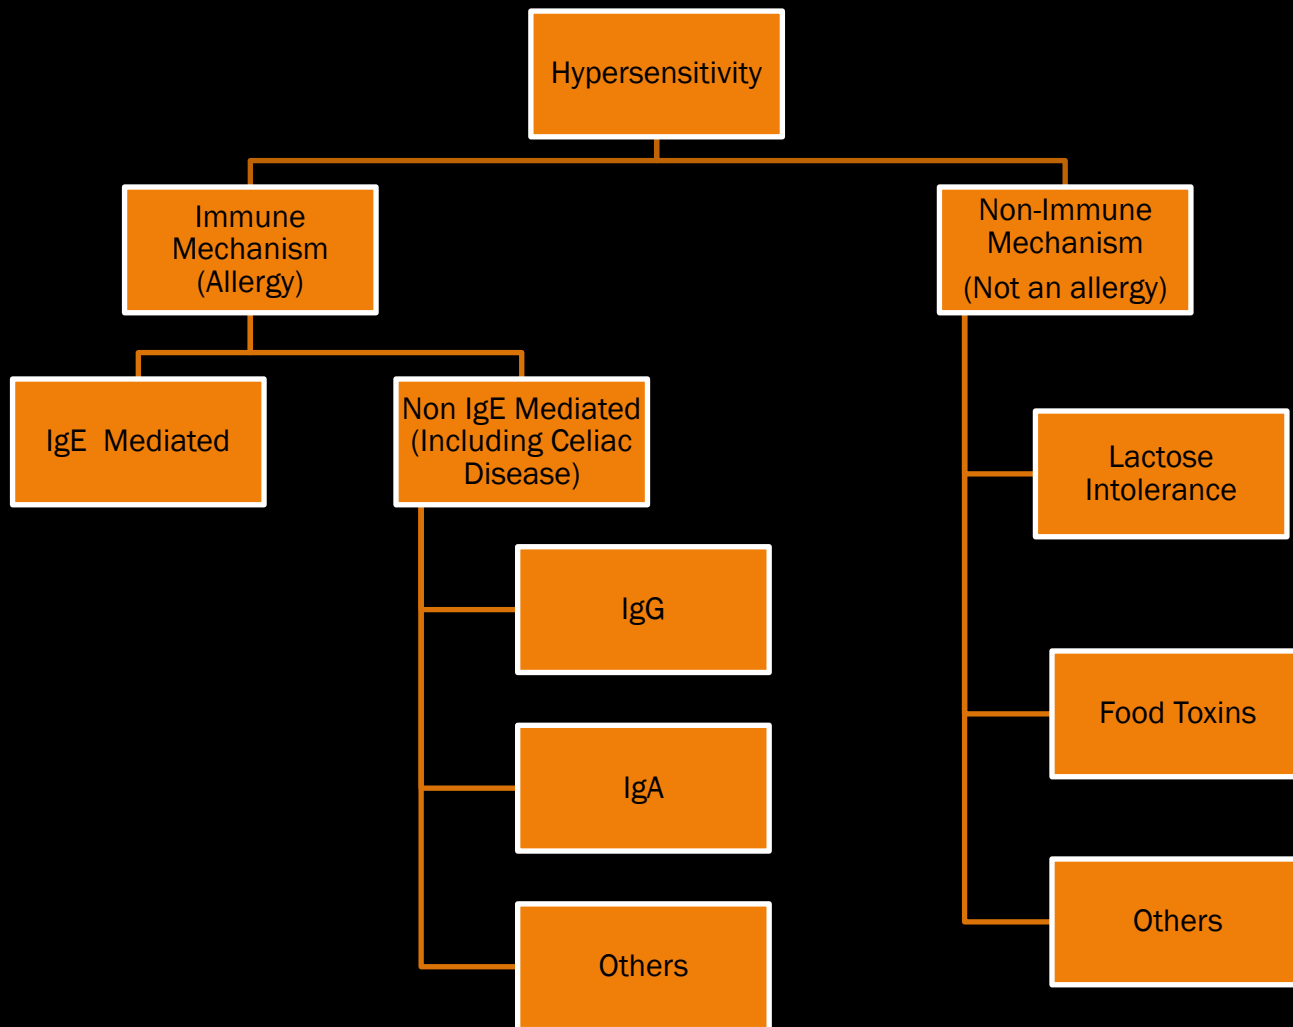 Hypersensitivity
Immune
Mechanism
(Allergy)
Non-Immune
Mechanism
(Not an allergy)
IgE  Mediated
Non IgE Mediated
(Including Celiac
Disease)
Lactose
Intolerance
IgG
Food Toxins
IgA
Others
Others